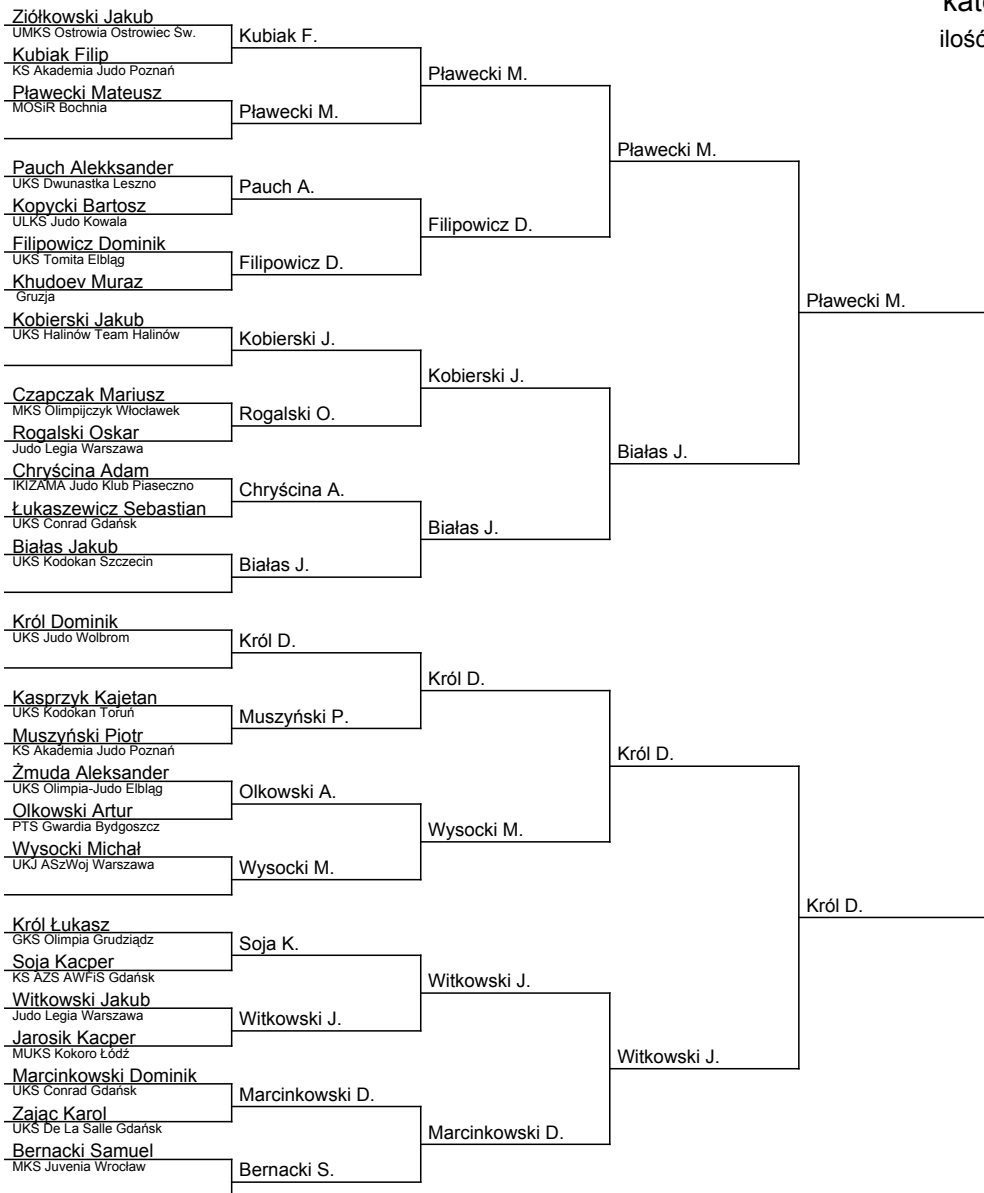 Ziółkowski Jakub
UMKS Ostrowia Ostrowiec Św.
Kubiak Filip
KS Akademia Judo Poznań
Pławecki Mateusz
MOSiR Bochnia
Pauch Alekksander
UKS Dwunastka Leszno
Kopycki Bartosz
ULKS Judo Kowala
Filipowicz Dominik
UKS Tomita Elbląg
Khudoev Muraz
Gruzja
Kobierski Jakub
UKS Halinów Team Halinów
Czapczak Mariusz
MKS Olimpijczyk Włocławek
Rogalski Oskar
Judo Legia Warszawa
Chryścina Adam
IKIZAMA Judo Klub Piaseczno
Łukaszewicz Sebastian
UKS Conrad Gdańsk
Białas Jakub
UKS Kodokan Szczecin
Król Dominik
UKS Judo Wolbrom
Kasprzyk Kajetan
UKS Kodokan Toruń
Muszyński Piotr
KS Akademia Judo Poznań
Żmuda Aleksander
UKS Olimpia-Judo Elbląg
Olkowski Artur
PTS Gwardia Bydgoszcz
Wysocki Michał
UKJ ASzWoj Warszawa
Król Łukasz
GKS Olimpia Grudziądz
Soja Kacper
KS AZS AWFiS Gdańsk
Witkowski Jakub
Judo Legia Warszawa
Jarosik Kacper
MUKS Kokoro Łódź
Marcinkowski Dominik
UKS Conrad Gdańsk
Zając Karol
UKS De La Salle Gdańsk
Bernacki Samuel
MKS Juvenia Wrocław
Kubiak F.
Pławecki M.
Pauch A.
Filipowicz D.
Kobierski J.
Rogalski O.
Chryścina A.
Białas J.
Król D.
Muszyński P.
Olkowski A.
Wysocki M.
Soja K.
Witkowski J.
Marcinkowski D.
Bernacki S.
Pławecki M.
Filipowicz D.
Kobierski J.
Białas J.
Król D.
Wysocki M.
Witkowski J.
Marcinkowski D.
Pławecki M.
Białas J.
Król D.
Witkowski J.
Pławecki M.
Król D.
ilość